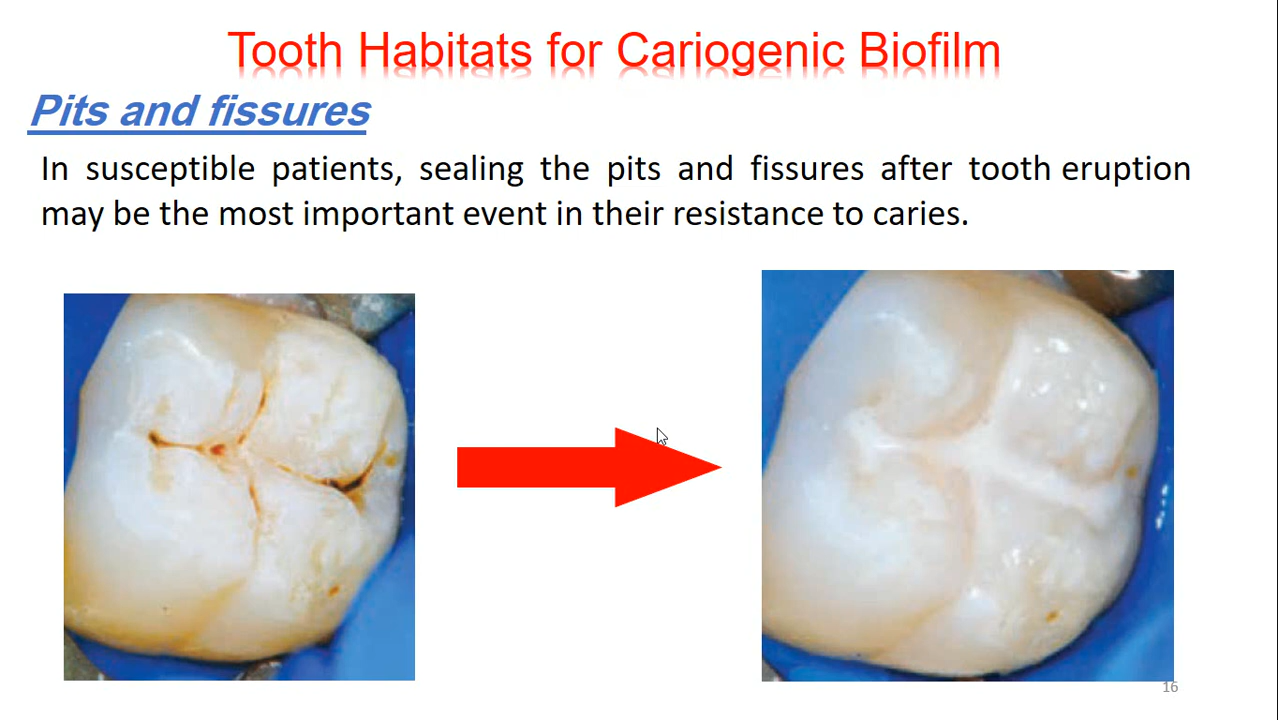 Tooth Habitats for Cariogenic Biofilm
Pits and fissures
In susceptible patients, sealing the pits and fissures after tooth eruption
may be the most important event in their resistance to caries.
16